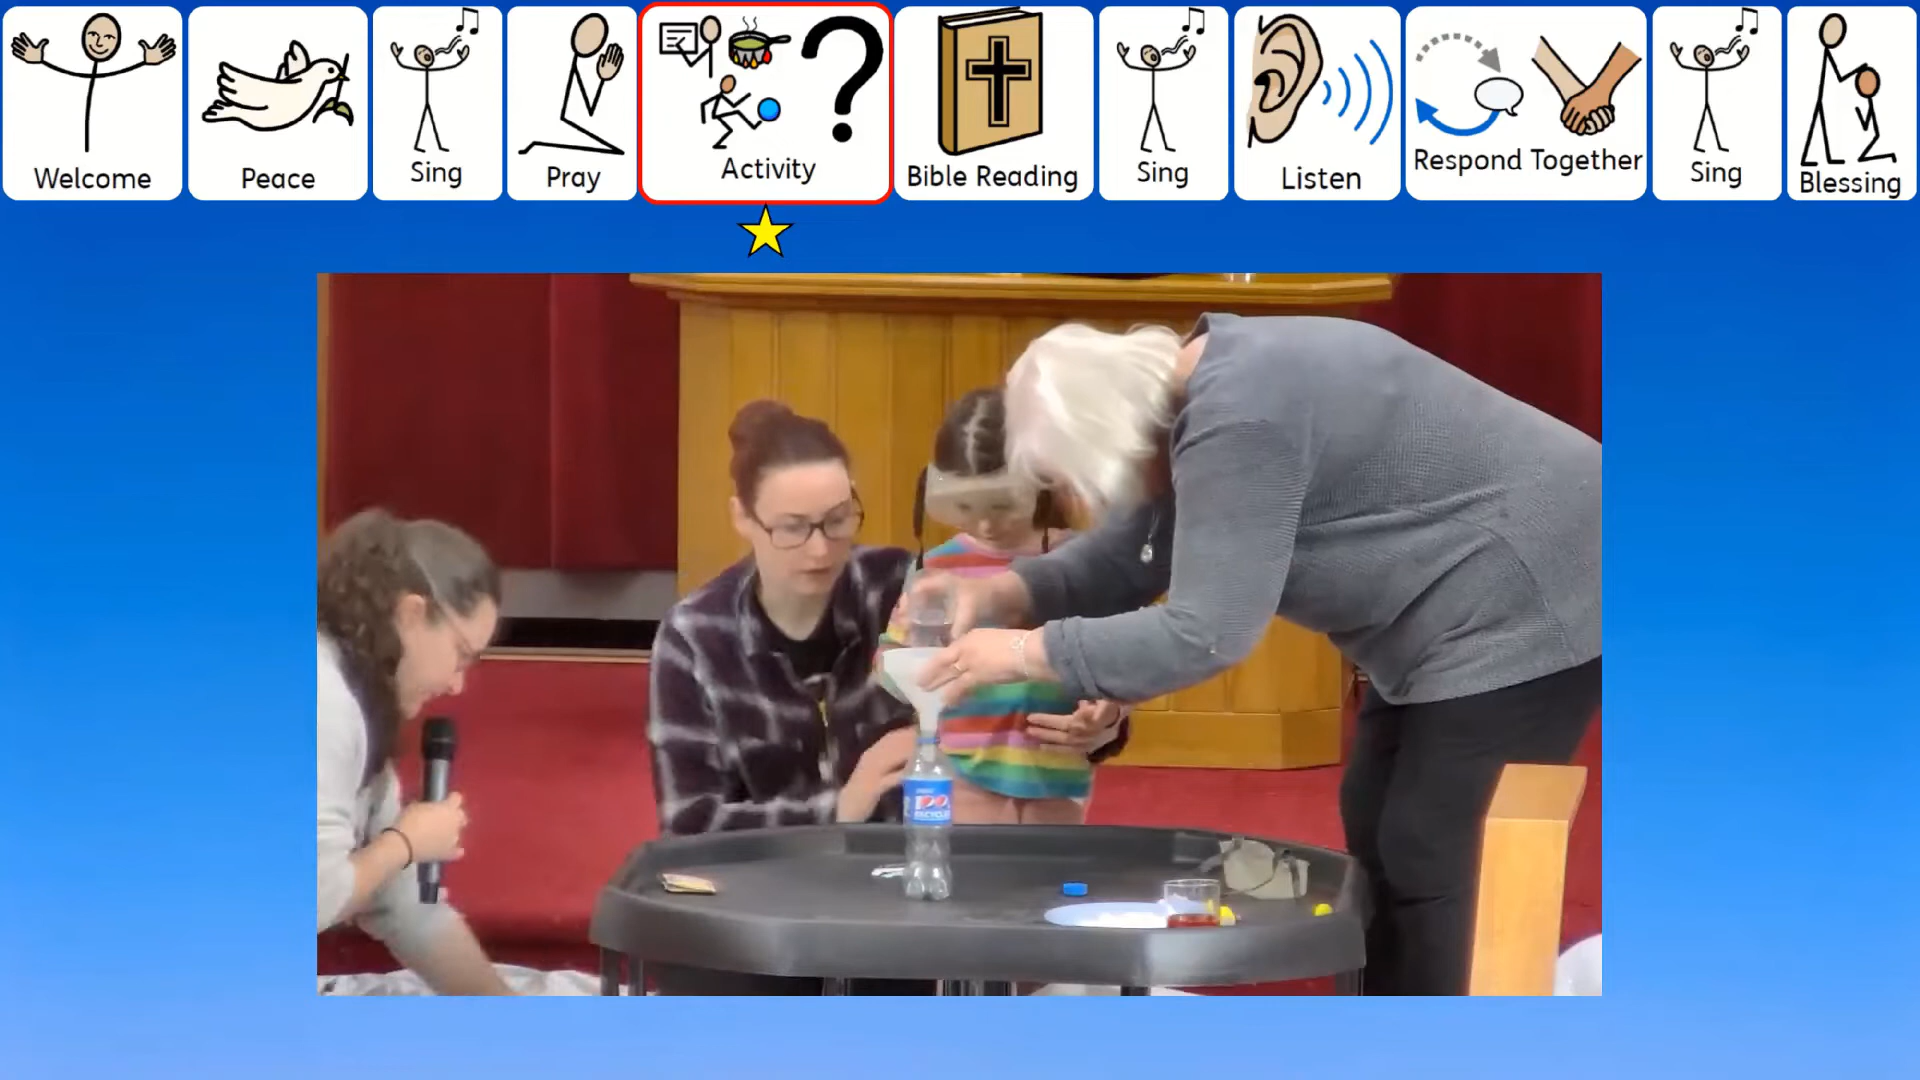 Welcome
Peace
Sing
Pray
Activity
?
Bible Reading
Sing
Listen
Respond Together
Sing
Blessing